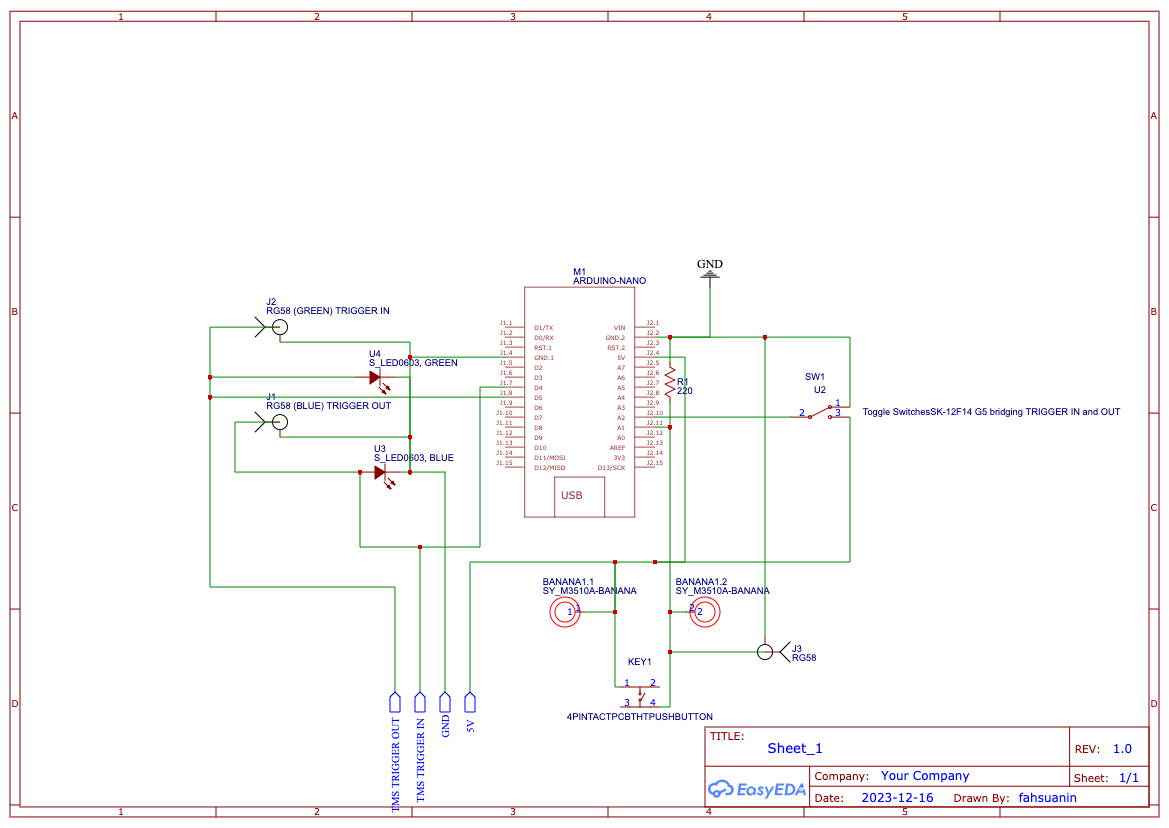 1 2 3 4 5
A A
B B
C C
D D
GND
M1
ARDUINO-NANO
J1.1 D1/TX VIN J2.1
J1.2 D0/RX GND.2 J2.2
J1.3 RST.1 RST.2 J2.3
J1.4 GND.1 5V J2.4
J1.5 D2 A7 J2.5
J1.6 D3 A6 J2.6
J1.7 D4 A5 J2.7
J1.8 D5 A4 J2.8
J1.9 D6 A3 J2.9
J1.10 D7 A2 J2.10
J1.11 D8 A1 J2.11
J1.12 D9 A0 J2.12
J1.13 D10 AREF J2.13
J1.14 D11/MOSI 3V3 J2.14
J1.15 D12/MISO D13/SCK J2.15
USB
J2
RG58 (GREEN) TRIGGER IN
U4
S_LED0603, GREEN
J1
RG58 (BLUE) TRIGGER OUT
U3
S_LED0603, BLUE
R1
220
SW1
U2
1
2 3
Toggle SwitchesSK-12F14 G5 bridging TRIGGER IN and OUT
BANANA1.1
SY_M3510A-BANANA
1 1
BANANA1.2
SY_M3510A-BANANA
2 2
J3
RG58
KEY1
1 2
3 4
4PINTACTPCBTHTPUSHBUTTON
TMS TRIGGER OUT
TMS TRIGGER IN
GND
5V
TITLE:
Sheet_1
REV: 1.0
EasyEDA
Company: Your Company
Sheet: 1/1
Date: 2023-12-16 Drawn By: fahsuanin
1 2 3 4 5